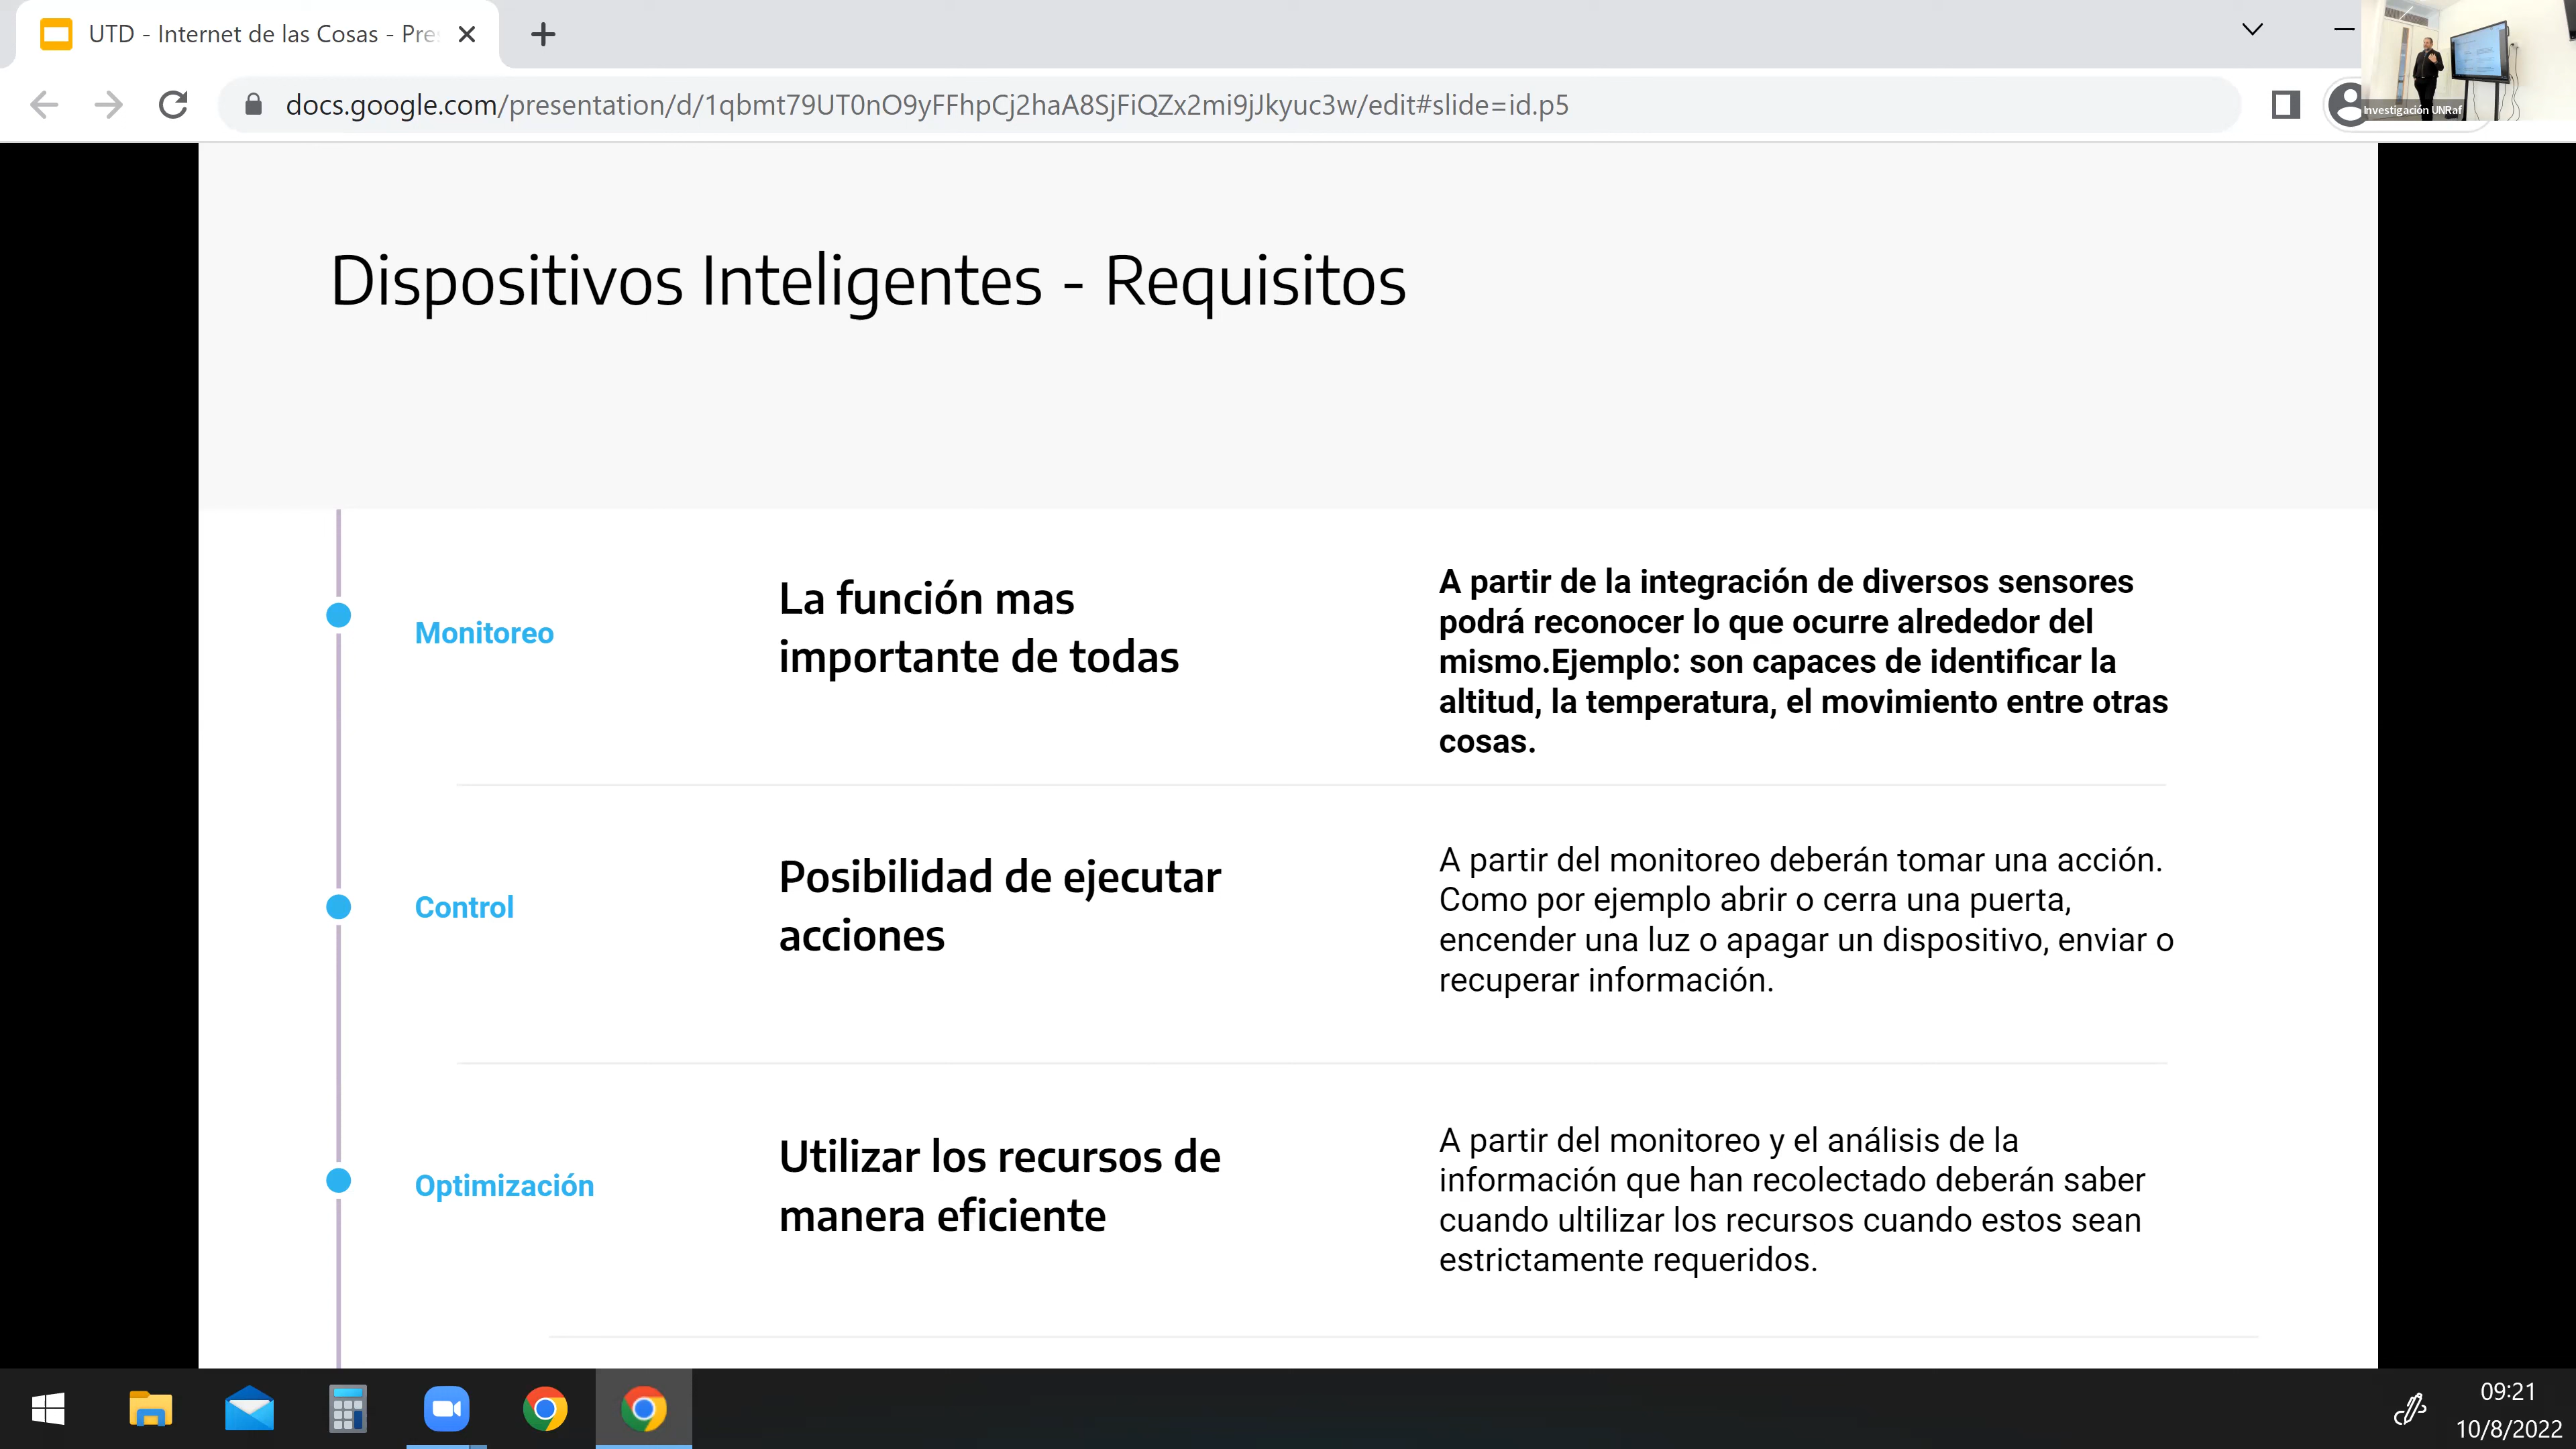 UTD - Internet de las Cosas - Pre
docs.google.com/presentation/d/1qbmt79UT0nO9yFFhpCj2haA8SjFiQZx2mi9jJkyuc3w/edit#slide=id.p5
Investigación UNRaf
Dispositivos Inteligentes - Requisitos
Monitoreo
La función mas
importante de todas
A partir de la integración de diversos sensores
podrá reconocer lo que ocurre alrededor del
mismo.Ejemplo: son capaces de identificar la
altitud, la temperatura, el movimiento entre otras
cosas.
Control
Posibilidad de ejecutar
acciones
A partir del monitoreo deberán tomar una acción.
Como por ejemplo abrir o cerra una puerta,
encender una luz o apagar un dispositivo, enviar o
recuperar información.
Optimización
Utilizar los recursos de
manera eficiente
A partir del monitoreo y el análisis de la
información que han recolectado deberán saber
cuando ultilizar los recursos cuando estos sean
estrictamente requeridos.
09:21
10/8/2022